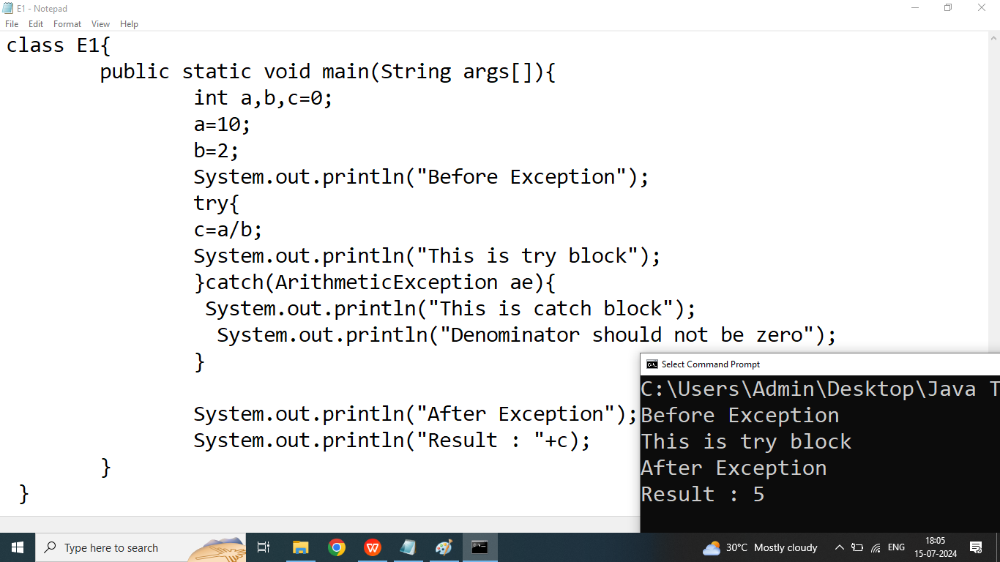 E1 - Notepad
File Edit Format View Help
class E1{
public static void main(String args[]){
int a,b,c=0;
a=10;
b=2;
System.out.println("Before Exception");
try{
c=a/b;
System.out.println("This is try block");
}catch(ArithmeticException ae){
System.out.println("This is catch block");
System.out.println("Denominator should not be zero");
}
System.out.println("After Exception");
System.out.println("Result : "+c);
}
}
Select Command Prompt
C:\Users\Admin\Desktop\Java T
Before Exception
This is try block
After Exception
Result : 5
Type here to search
30°C Mostly cloudy
ENG
18:05
15-07-2024